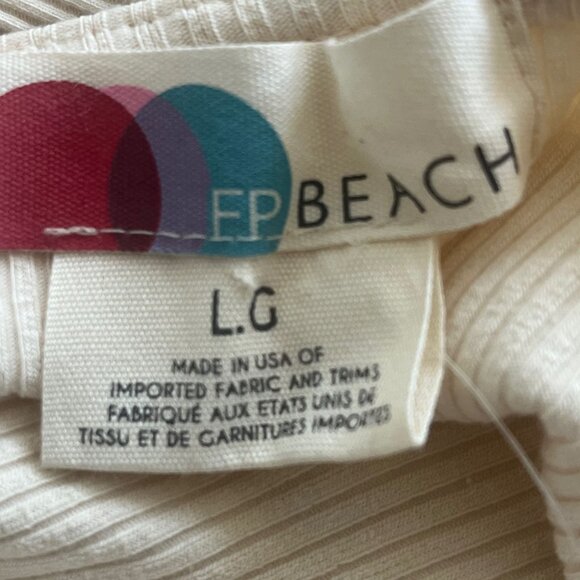 FP BEACH
L.G
MADE IN USA OF
IMPORTED FABRIC AND TRIMS
FABRIQUÉ AUX ETATS UNIS DE
TISSU ET DE GARNITURES IMPORTÉES